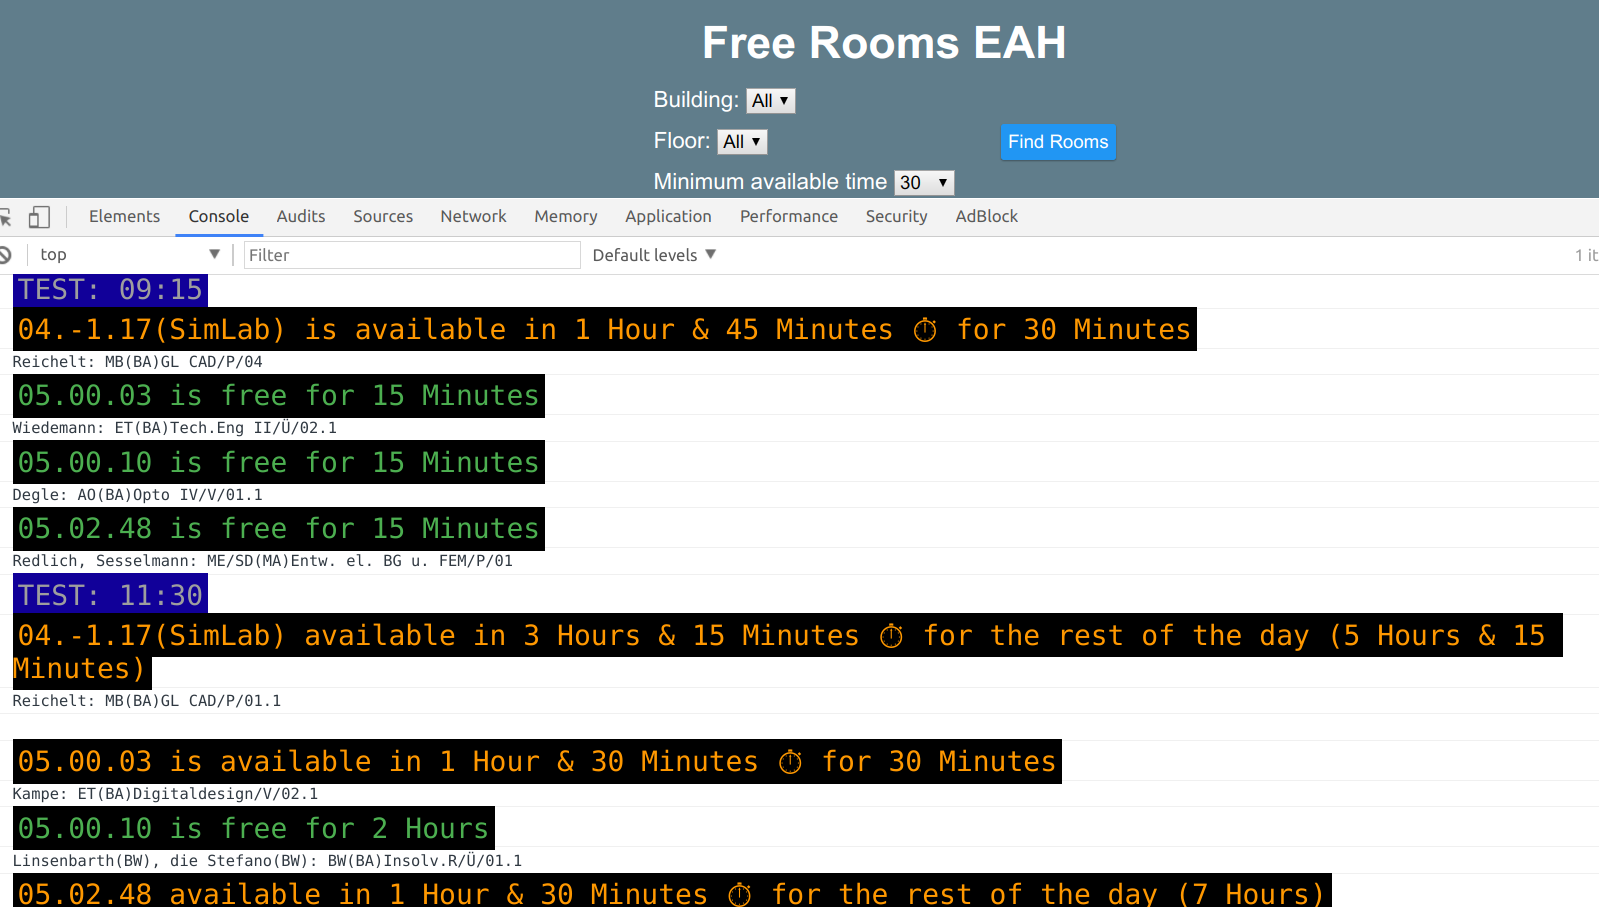 Free Rooms EAH
Building: All ▼
Floor: All ▼
Find Rooms
Minimum available time 30 ▼
Elements Console Audits Sources Network Memory Application Performance Security AdBlock
top ▼ Filter Default levels ▼ 1 it
TEST: 09:15
04.-1.17(SimLab) is available in 1 Hour & 45 Minutes ⏱ for 30 Minutes
Reichelt: MB(BA)GL CAD/P/04
05.00.03 is free for 15 Minutes
Wiedemann: ET(BA)Tech.Eng II/Ü/02.1
05.00.10 is free for 15 Minutes
Degle: AO(BA)Opto IV/V/01.1
05.02.48 is free for 15 Minutes
Redlich, Sesselmann: ME/SD(MA)Entw. el. BG u. FEM/P/01
TEST: 11:30
04.-1.17(SimLab) available in 3 Hours & 15 Minutes ⏱ for the rest of the day (5 Hours & 15
Minutes)
Reichelt: MB(BA)GL CAD/P/01.1
05.00.03 is available in 1 Hour & 30 Minutes ⏱ for 30 Minutes
Kampe: ET(BA)Digitaldesign/V/02.1
05.00.10 is free for 2 Hours
Linsenbarth(BW), die Stefano(BW): BW(BA)Insolv.R/Ü/01.1
05.02.48 available in 1 Hour & 30 Minutes ⏱ for the rest of the day (7 Hours)